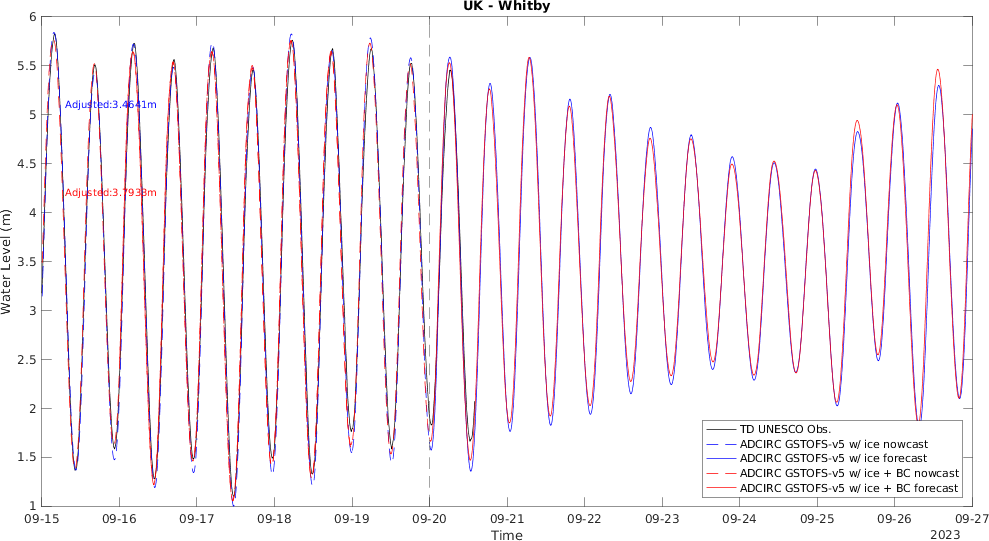 UK - Whitby
6
5.5
5
4.5
4
3.5
3
2.5
2
1.5
1
Water Level (m)
Adjusted:3.4641m
Adjusted:3.7933m
TD UNESCO Obs.
ADCIRC GSTOFS-v5 w/ ice nowcast
ADCIRC GSTOFS-v5 w/ ice forecast
ADCIRC GSTOFS-v5 w/ ice + BC nowcast
ADCIRC GSTOFS-v5 w/ ice + BC forecast
09-15 09-16 09-17 09-18 09-19 09-20 09-21 09-22 09-23 09-24 09-25 09-26 09-27
Time
2023